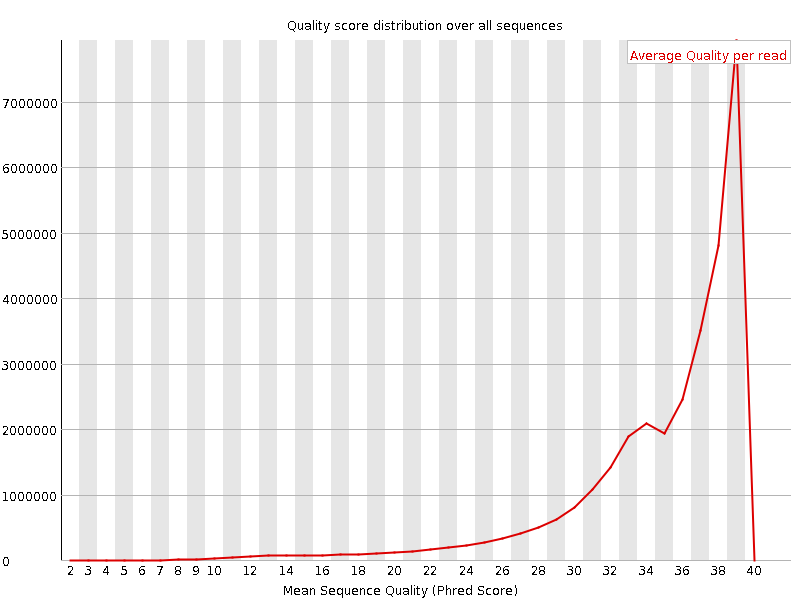 Quality score distribution over all sequences
Average Quality per read
7000000
6000000
5000000
4000000
3000000
2000000
1000000
0
2 3 4 5 6 7 8 9 10 12 14 16 18 20 22 24 26 28 30 32 34 36 38 40
Mean Sequence Quality (Phred Score)